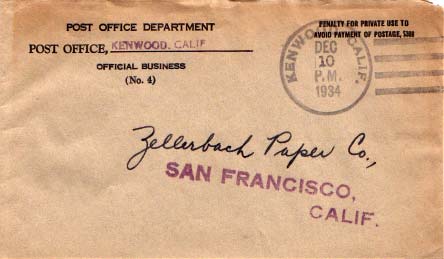 POST OFFICE DEPARTMENT
POST OFFICE, KENWOOD, CALIF
OFFICIAL BUSINESS
(No. 4)
PENALTY FOR PRIVATE USE TO
AVOID PAYMENT OF POSTAGE, $300
KENWOOD, CALIF.
DEC
10
P.M.
1934
Zellerbach Paper Co.,
SAN FRANCISCO,
CALIF.